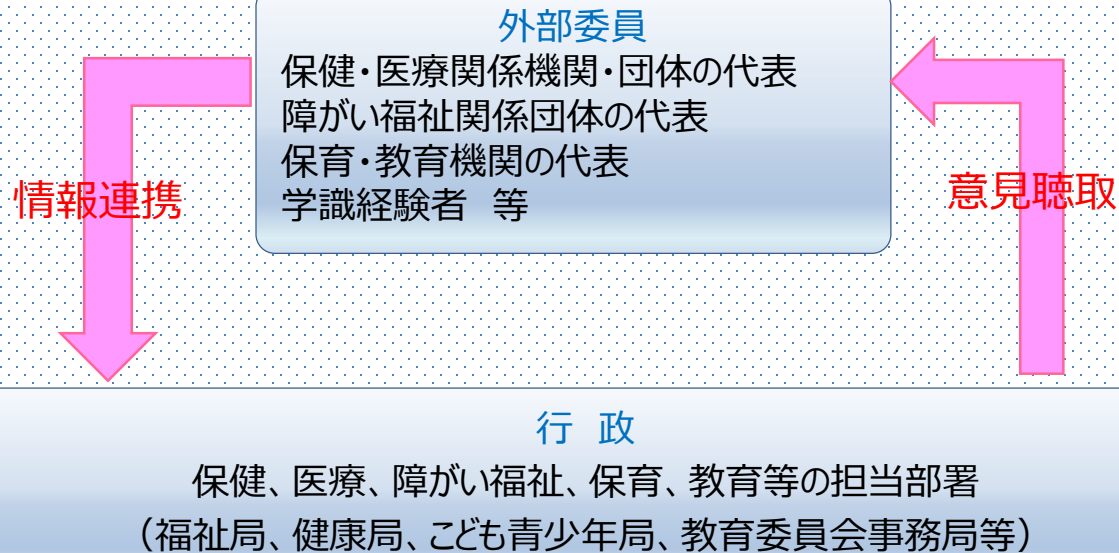 外部委員
保健・医療関係機関・団体の代表
障がい福祉関係団体の代表
保育・教育機関の代表
学識経験者　等
情報連携
意見聴取
行　政
保健、医療、障がい福祉、保育、教育等の担当部署
（福祉局、健康局、こども青少年局、教育委員会事務局等）